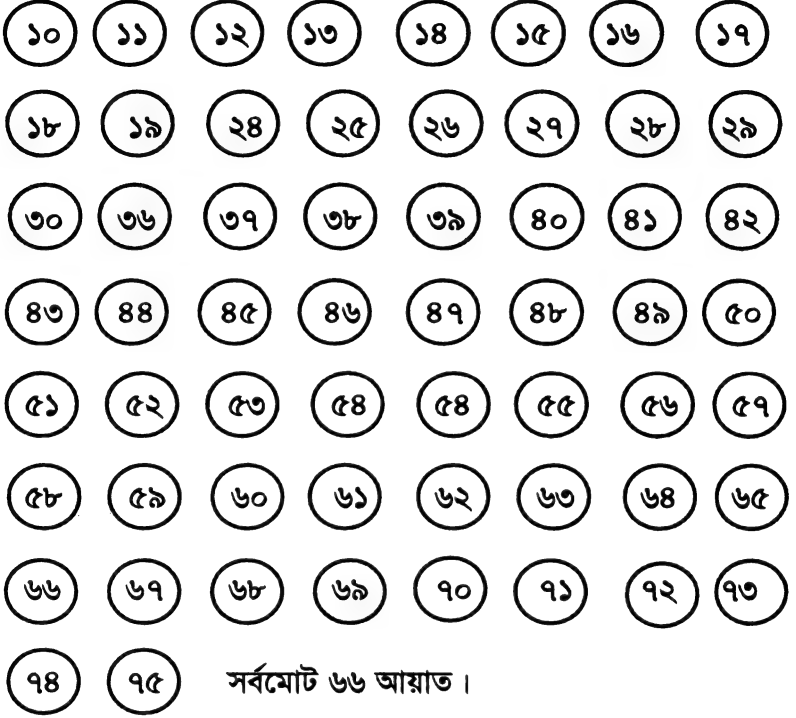 ১০ ১১ ১২ ১৩ ১৪ ১৫ ১৬ ১৭
১৮ ১৯ ২৪ ২৫ ২৬ ২৭ ২৮ ২৯
৩০ ৩৬ ৩৭ ৩৮ ৩৯ ৪০ ৪১ ৪২
৪৩ ৪৪ ৪৫ ৪৬ ৪৭ ৪৮ ৪৯ ৫০
৫১ ৫২ ৫৩ ৫৪ ৫৪ ৫৫ ৫৬ ৫৭
৫৮ ৫৯ ৬০ ৬১ ৬২ ৬৩ ৬৪ ৬৫
৬৬ ৬৭ ৬৮ ৬৯ ৭০ ৭১ ৭২ ৭৩
৭৪ ৭৫ সর্বমোট ৬৬ আয়াত।